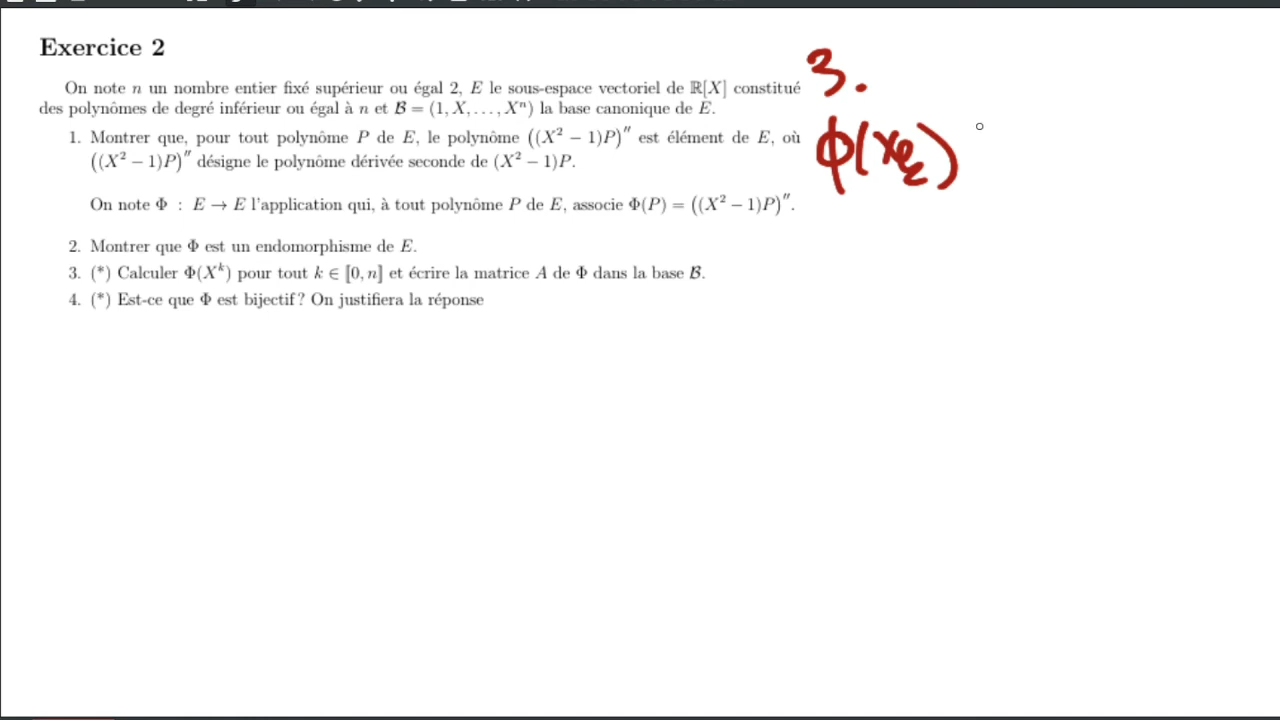 Exercice 2
On note n un nombre entier fixé supérieur ou égal 2, E le sous-espace vectoriel de ℝ[X] constitué
des polynômes de degré inférieur ou égal à n et ℬ = (1, X, . . . , Xⁿ) la base canonique de E.
1. Montrer que, pour tout polynôme P de E, le polynôme ((X² − 1)P)″ est élément de E, où
((X² − 1)P)″ désigne le polynôme dérivée seconde de (X² − 1)P.
On note Φ : E → E l'application qui, à tout polynôme P de E, associe Φ(P) = ((X² − 1)P)″.
2. Montrer que Φ est un endomorphisme de E.
3. (*) Calculer Φ(Xᵏ) pour tout k ∈ ⟦0, n⟧ et écrire la matrice A de Φ dans la base ℬ.
4. (*) Est-ce que Φ est bijectif ? On justifiera la réponse
3.